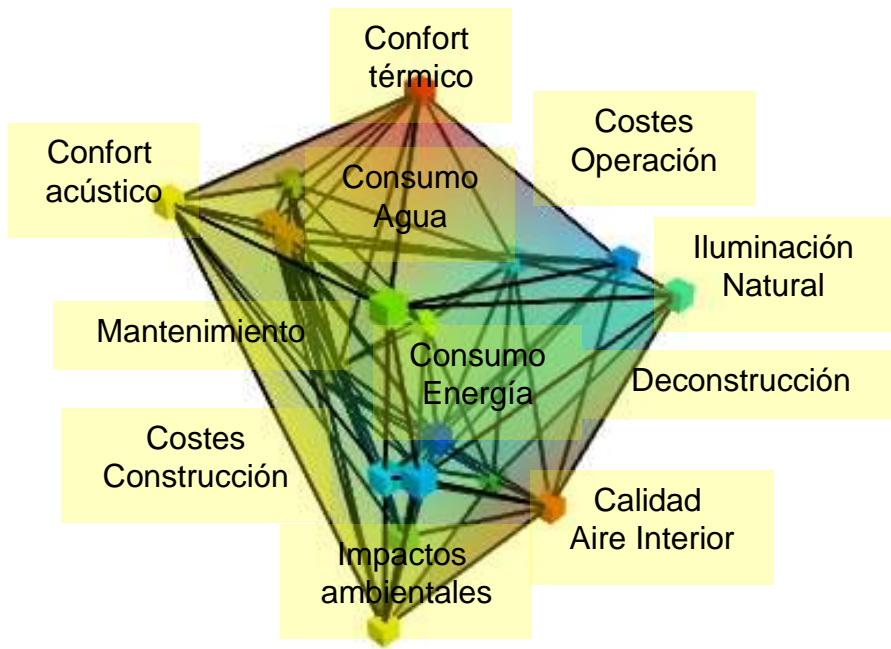 Confort
térmico
Costes
Operación
Confort
acústico
Consumo
Agua
Iluminación
Natural
Mantenimiento
Consumo
Energía
Deconstrucción
Costes
Construcción
Calidad
Aire Interior
Impactos
ambientales